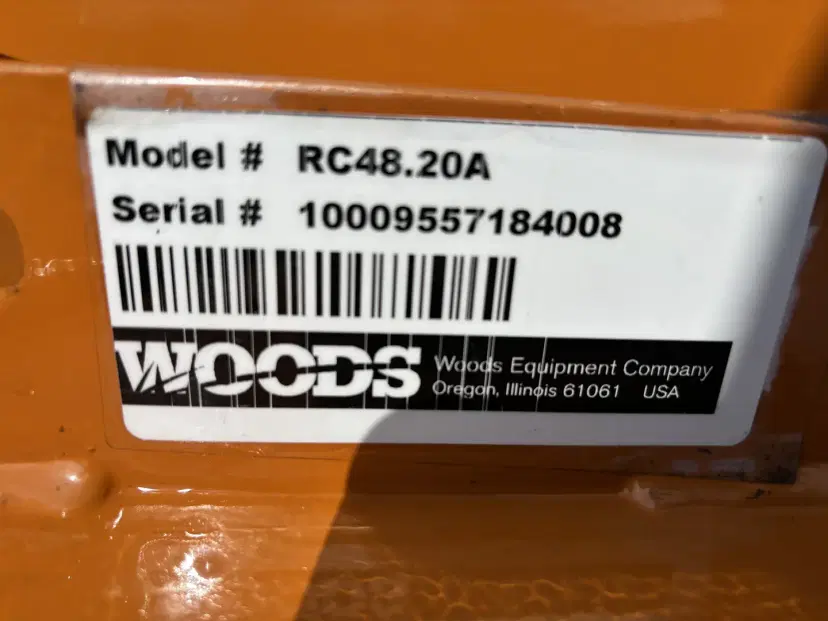 Model # RC48.20A
Serial # 10009557184008
WOODS
Woods Equipment Company
Oregon, Illinois 61061 USA